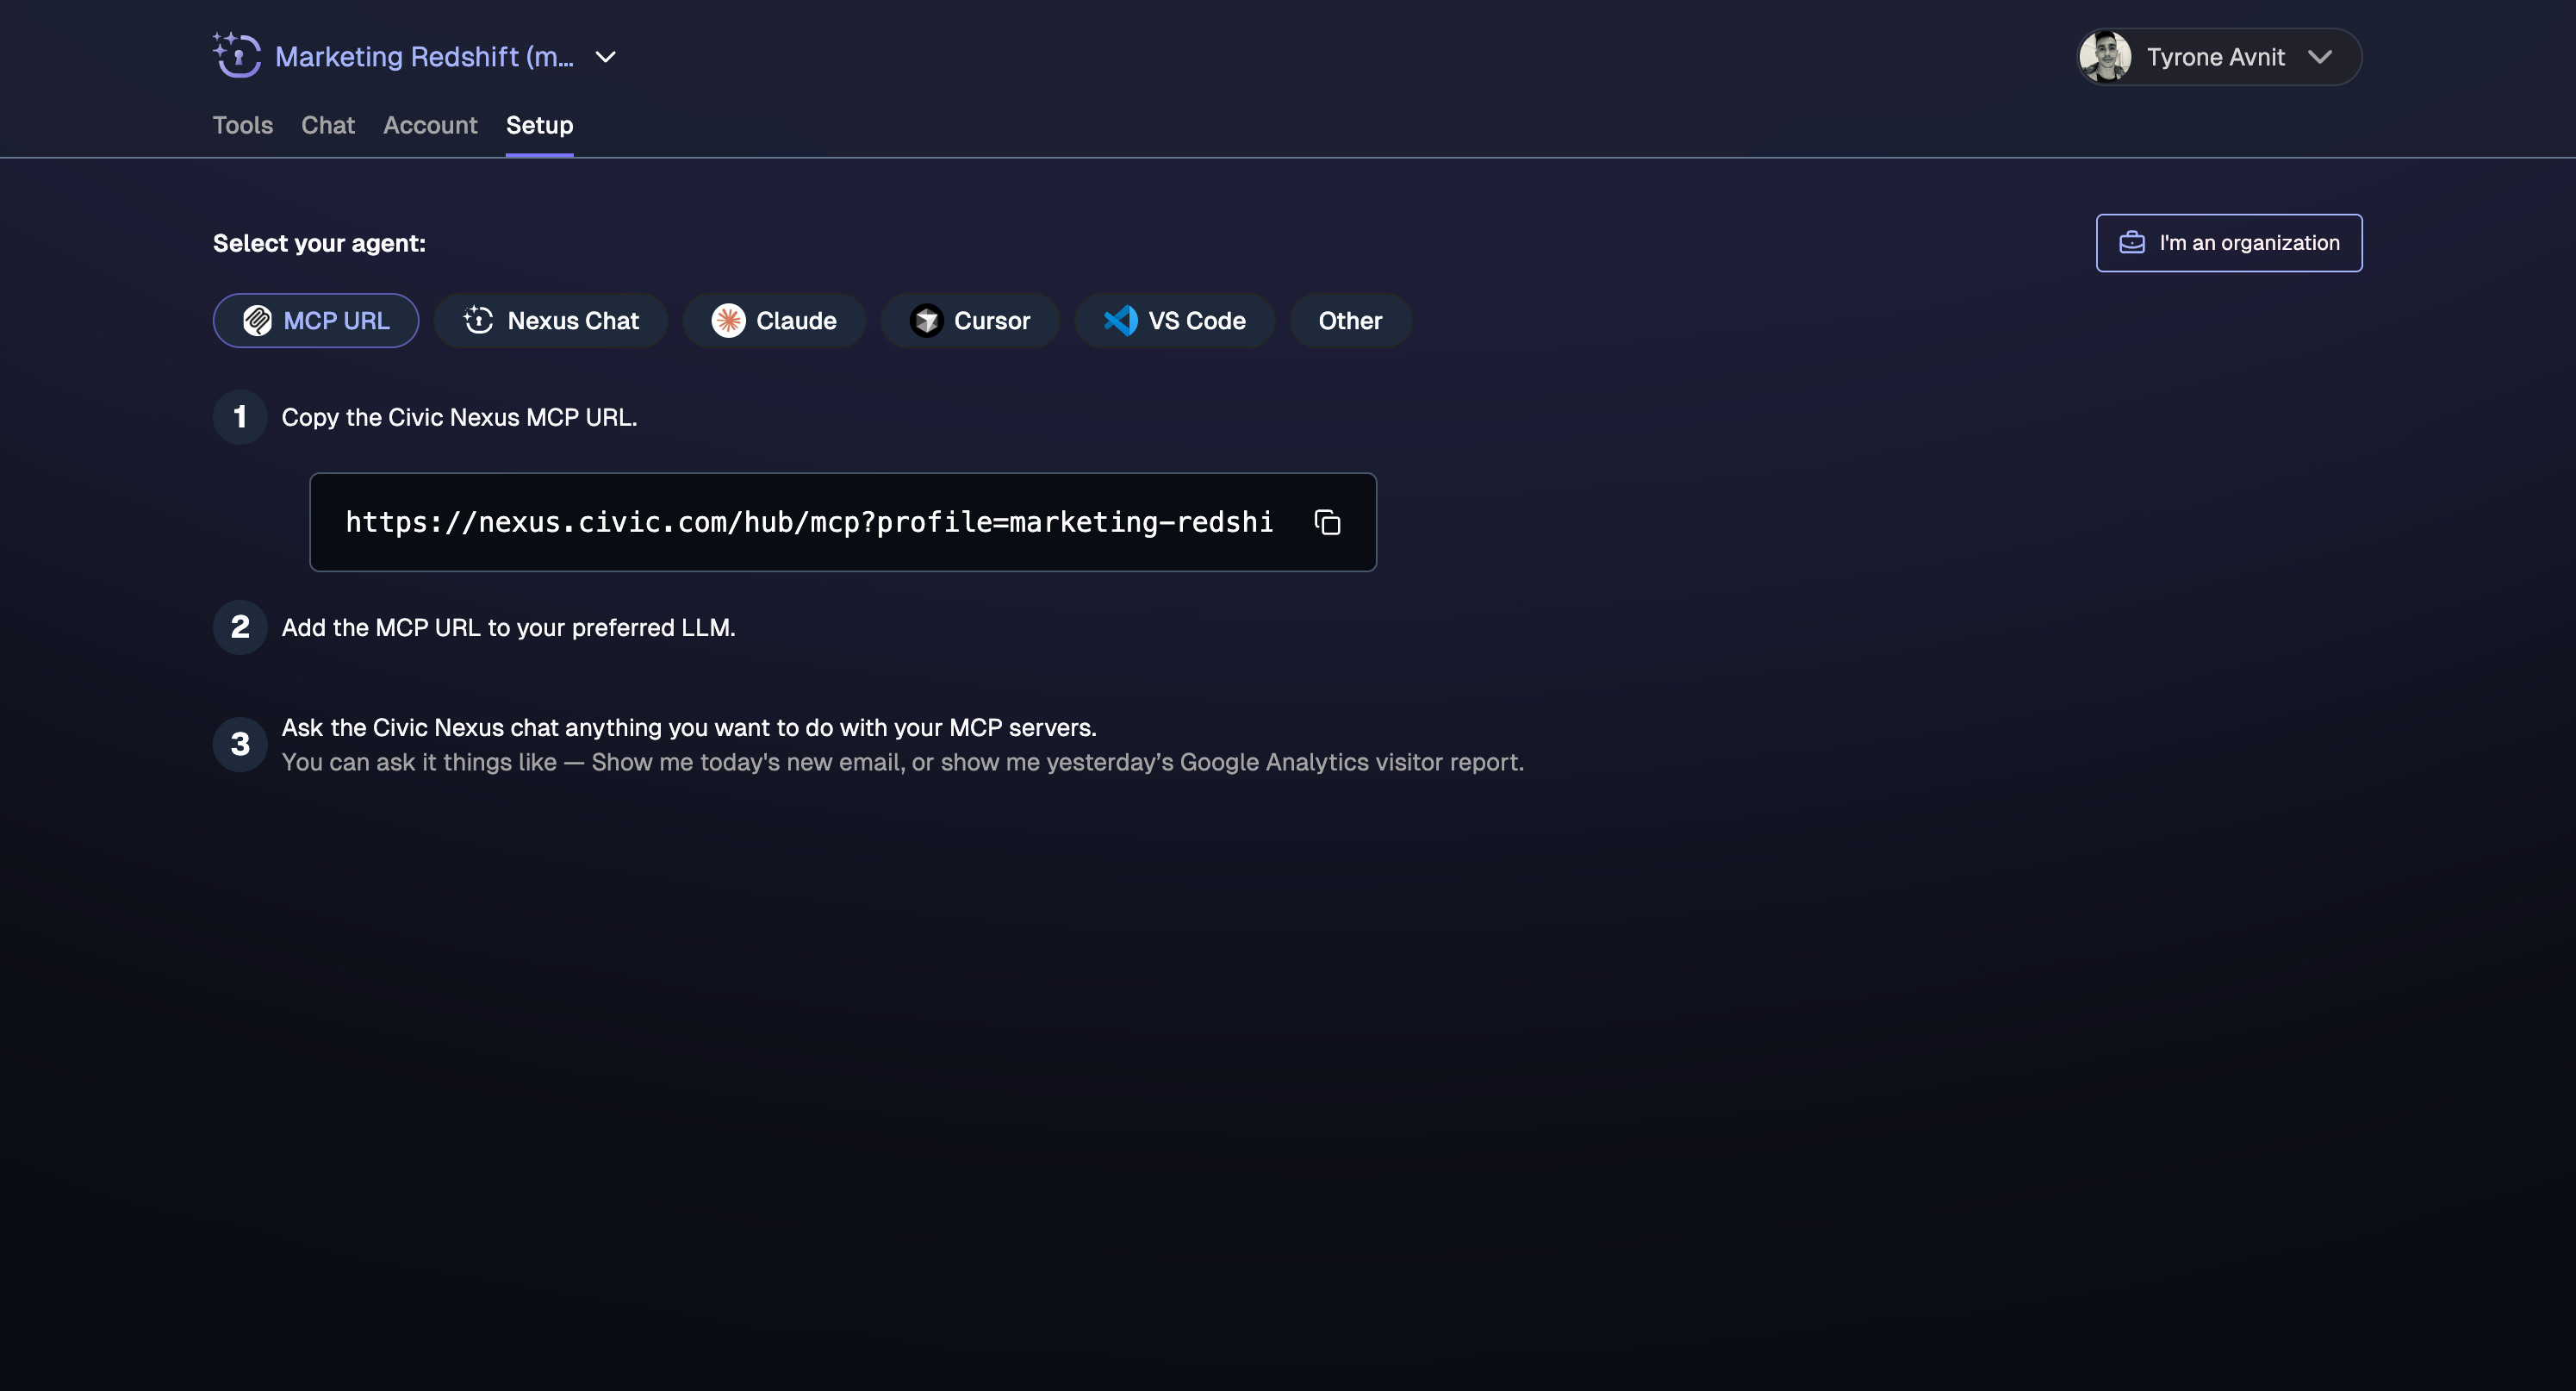 Marketing Redshift (m...
Tyrone Avnit
Tools Chat Account Setup
Select your agent:
I'm an organization
MCP URL Nexus Chat Claude Cursor VS Code Other
1 Copy the Civic Nexus MCP URL.
https://nexus.civic.com/hub/mcp?profile=marketing-redshi
2 Add the MCP URL to your preferred LLM.
3 Ask the Civic Nexus chat anything you want to do with your MCP servers.
You can ask it things like — Show me today's new email, or show me yesterday’s Google Analytics visitor report.